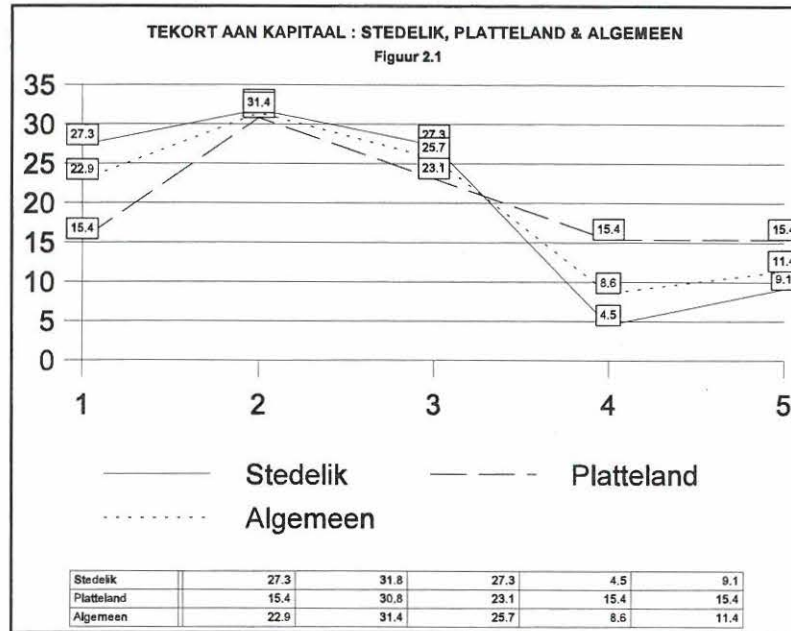 TEKORT AAN KAPITAAL : STEDELIK, PLATTELAND & ALGEMEEN
Figuur 2.1
35
30
25
20
15
10
5
0
27.3
22.9
15.4
31.4
27.3
25.7
23.1
15.4
8.6
4.5
15.4
11.4
9.1
1 2 3 4 5
Stedelik Platteland
Algemeen
Stedelik 27.3 31.8 27.3 4.5 9.1
Platteland 15.4 30.8 23.1 15.4 15.4
Algemeen 22.9 31.4 25.7 8.6 11.4